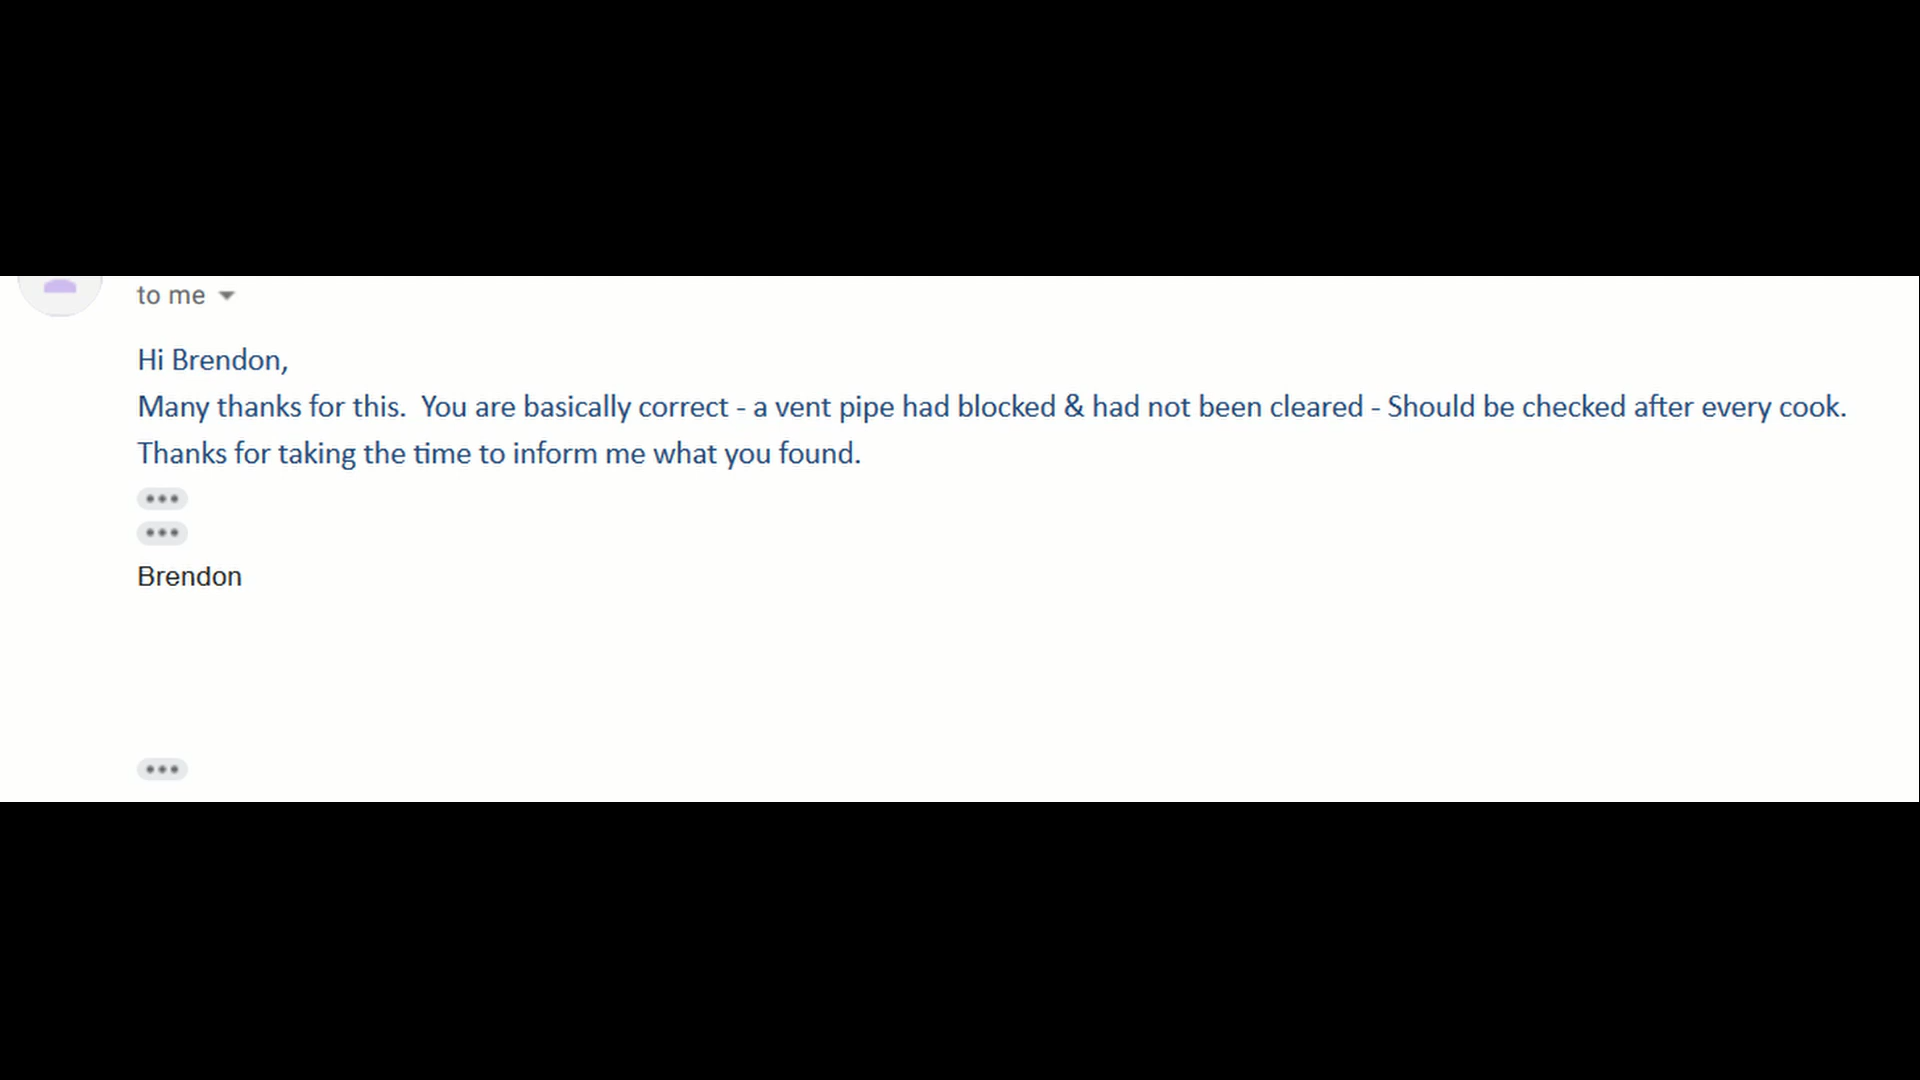 to me
Hi Brendon,
Many thanks for this.  You are basically correct - a vent pipe had blocked & had not been cleared - Should be checked after every cook.
Thanks for taking the time to inform me what you found.
Brendon